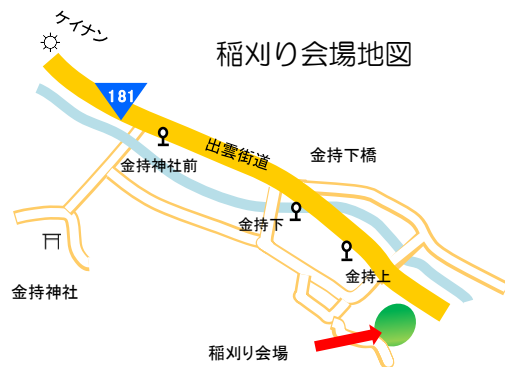 ケイナン
稲刈り会場地図
181
出雲街道
金持神社前
金持下橋
金持下
金持上
金持神社
稲刈り会場